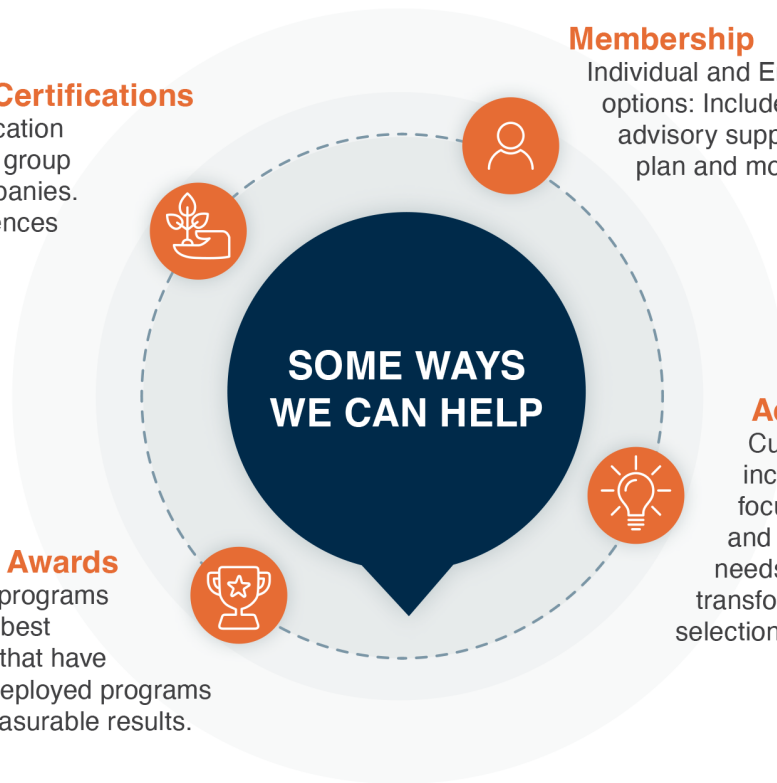 Membership
Individual and E
options: Include
advisory supp
plan and mo
Certifications
cation
group
panies.
ences
SOME WAYS
WE CAN HELP
A
Cu
inc
focu
and
needs
transfo
selection
Awards
programs
best
that have
eployed programs
asurable results.